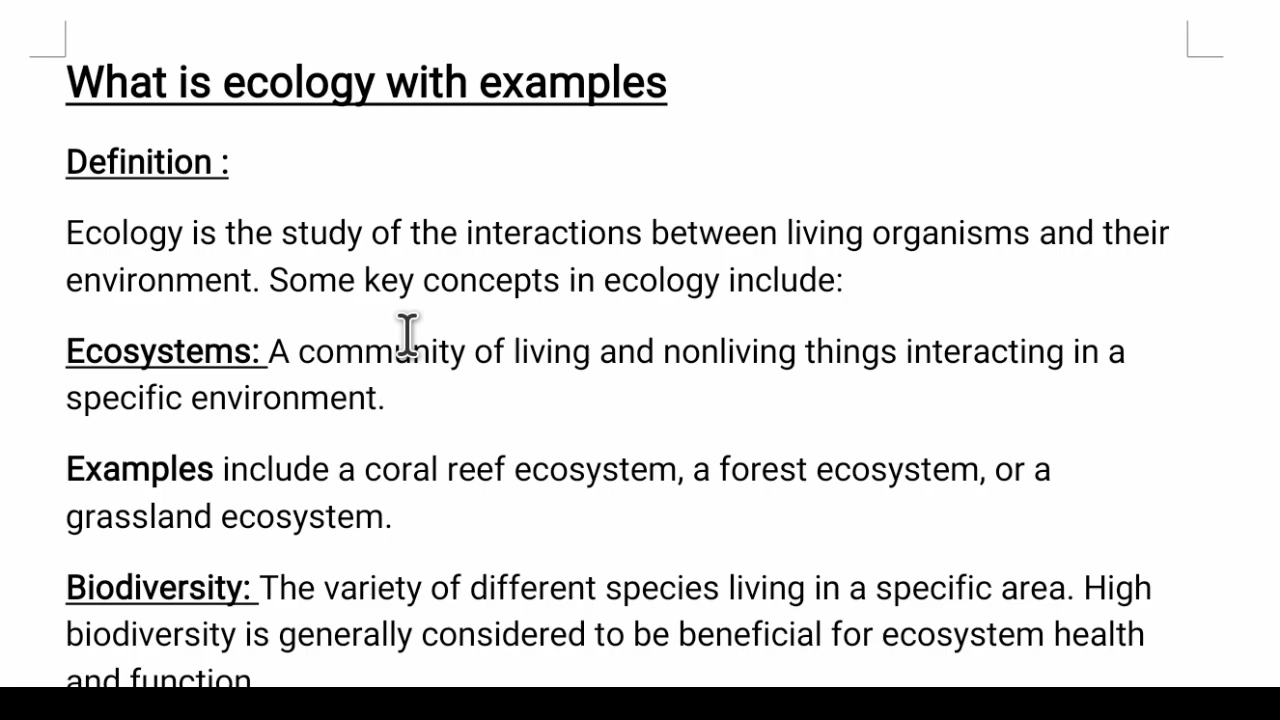 What is ecology with examples
Definition :
Ecology is the study of the interactions between living organisms and their
environment. Some key concepts in ecology include:
Ecosystems: A community of living and nonliving things interacting in a
specific environment.
Examples include a coral reef ecosystem, a forest ecosystem, or a
grassland ecosystem.
Biodiversity: The variety of different species living in a specific area. High
biodiversity is generally considered to be beneficial for ecosystem health
and function